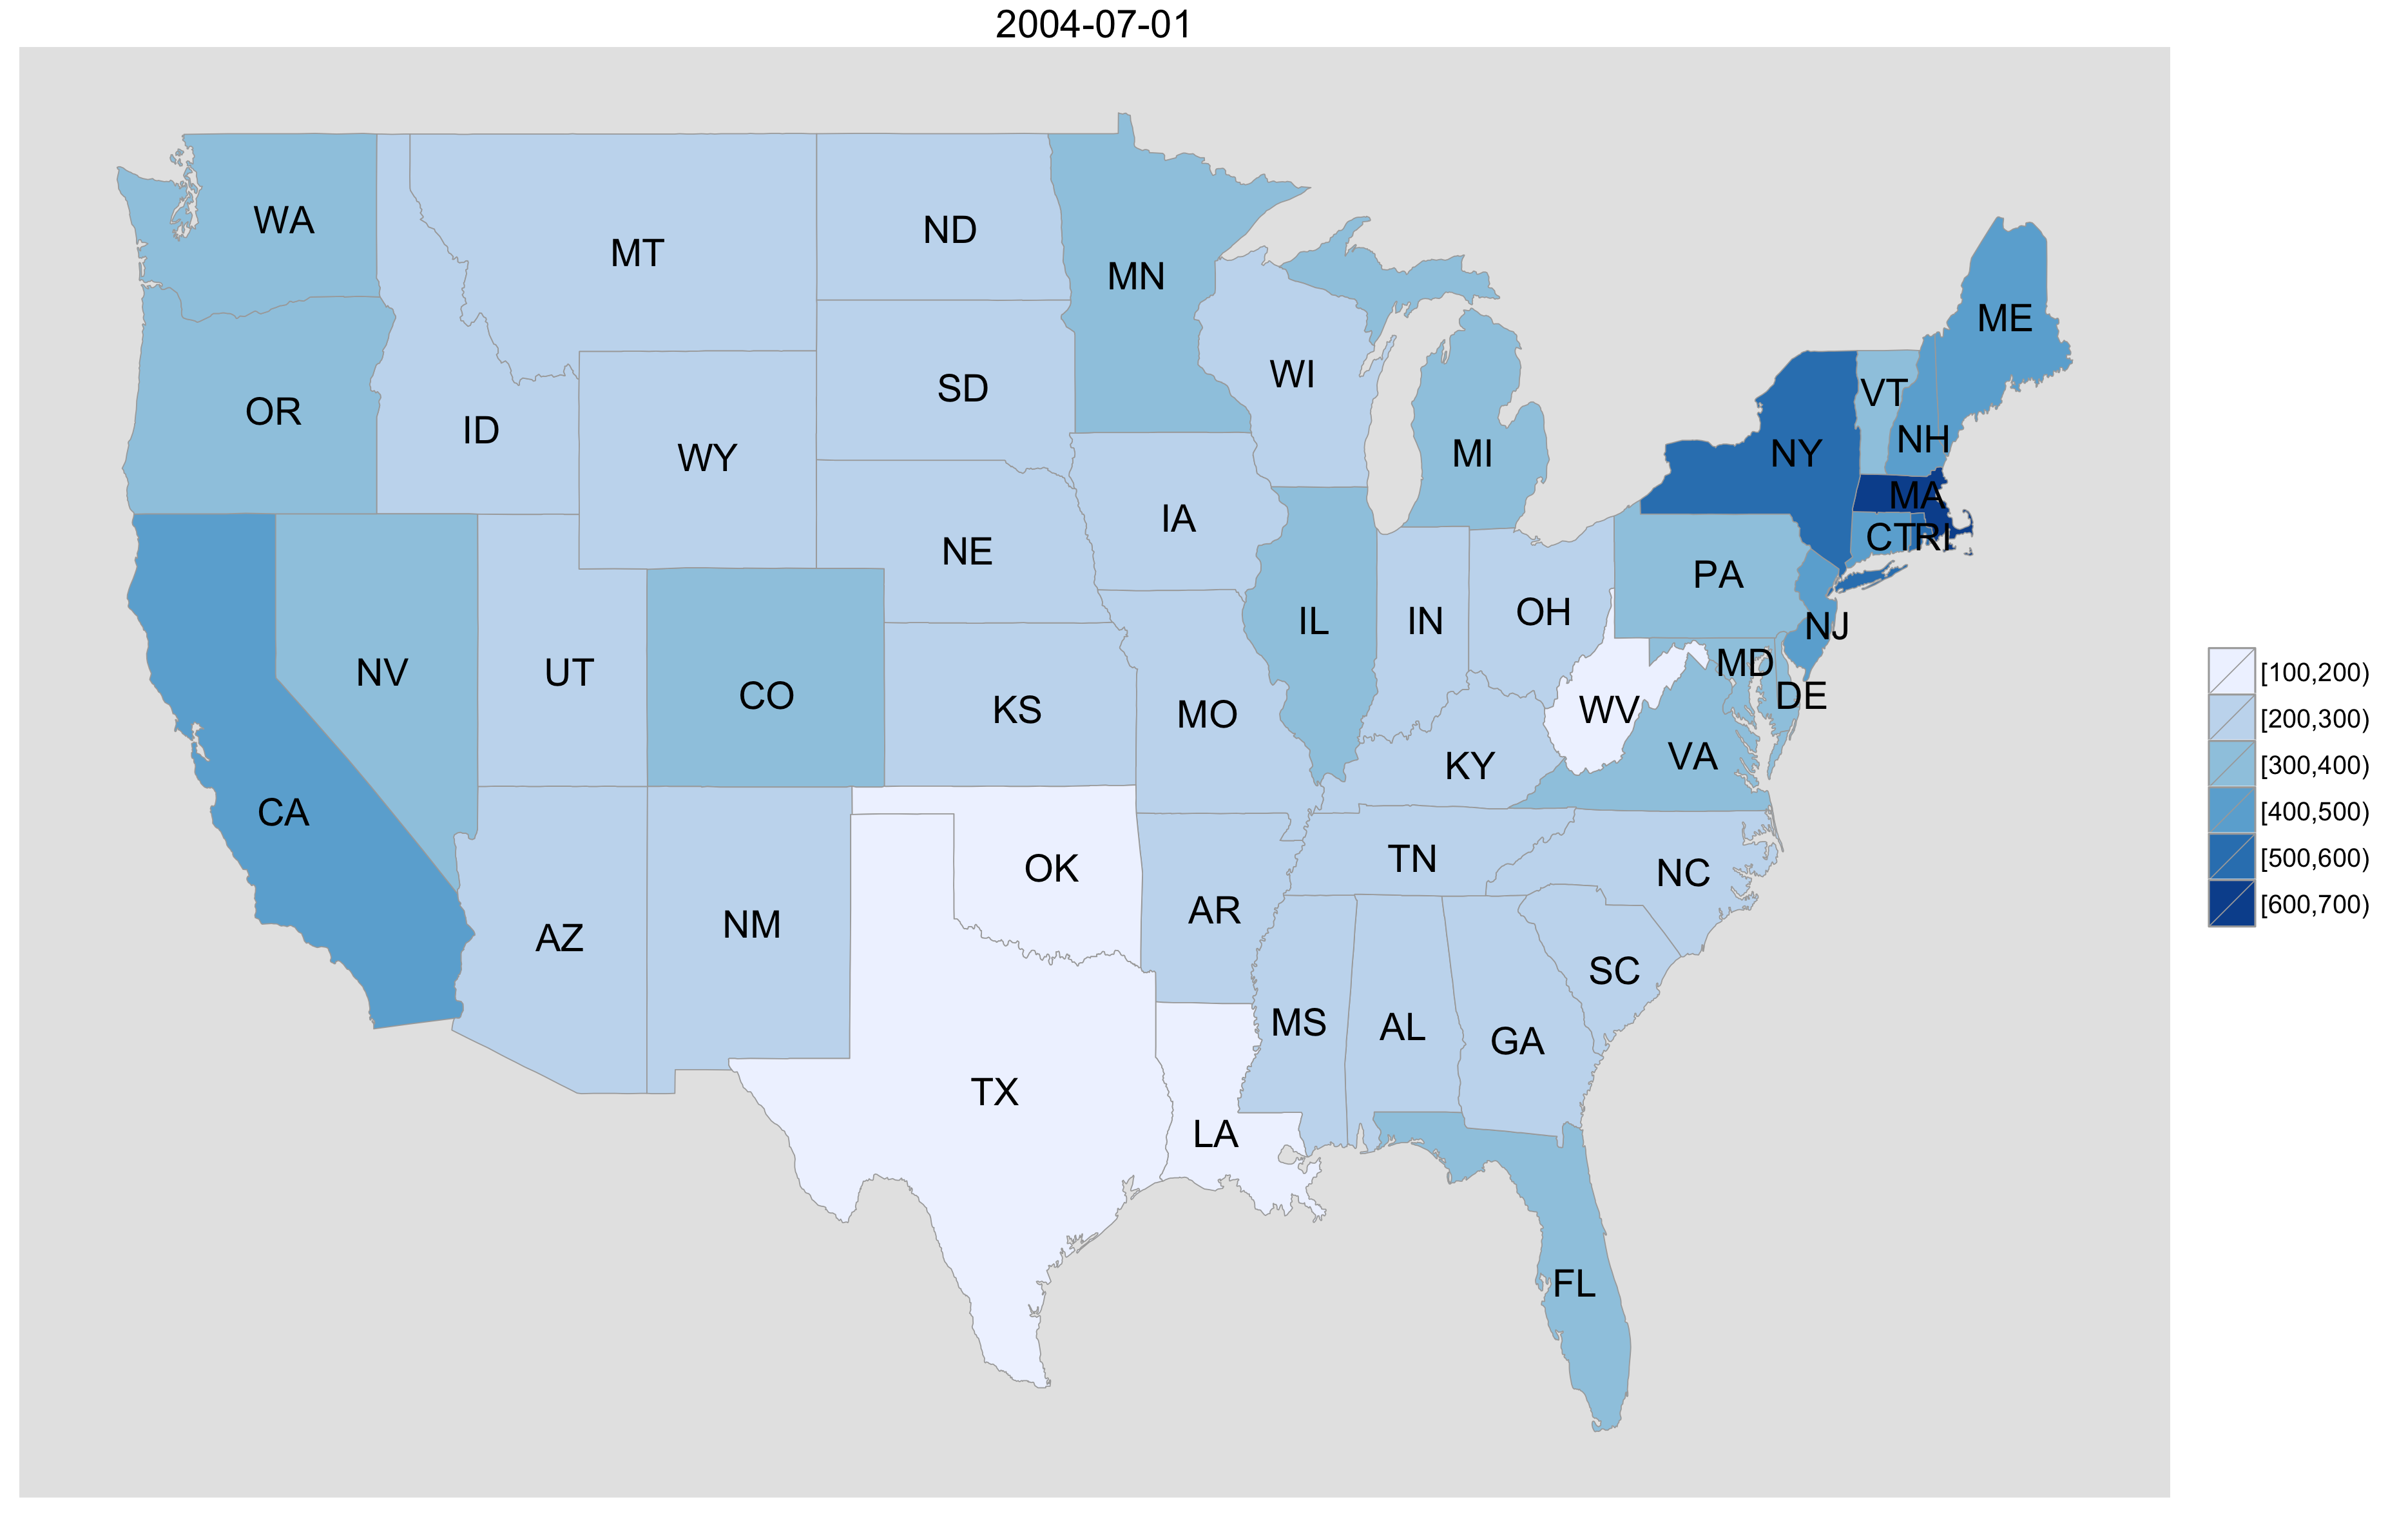 2004-07-01
WA
MT
ND
MN
ME
OR
ID
WY
SD
WI
MI
VT
NH
NY
MA
CT
RI
NE
IA
PA
NJ
NV
UT
CO
KS
MO
IL
IN
OH
WV
MD
DE
VA
KY
CA
AZ
NM
OK
AR
TN
NC
SC
MS
AL
GA
TX
LA
FL
[100,200)
[200,300)
[300,400)
[400,500)
[500,600)
[600,700)